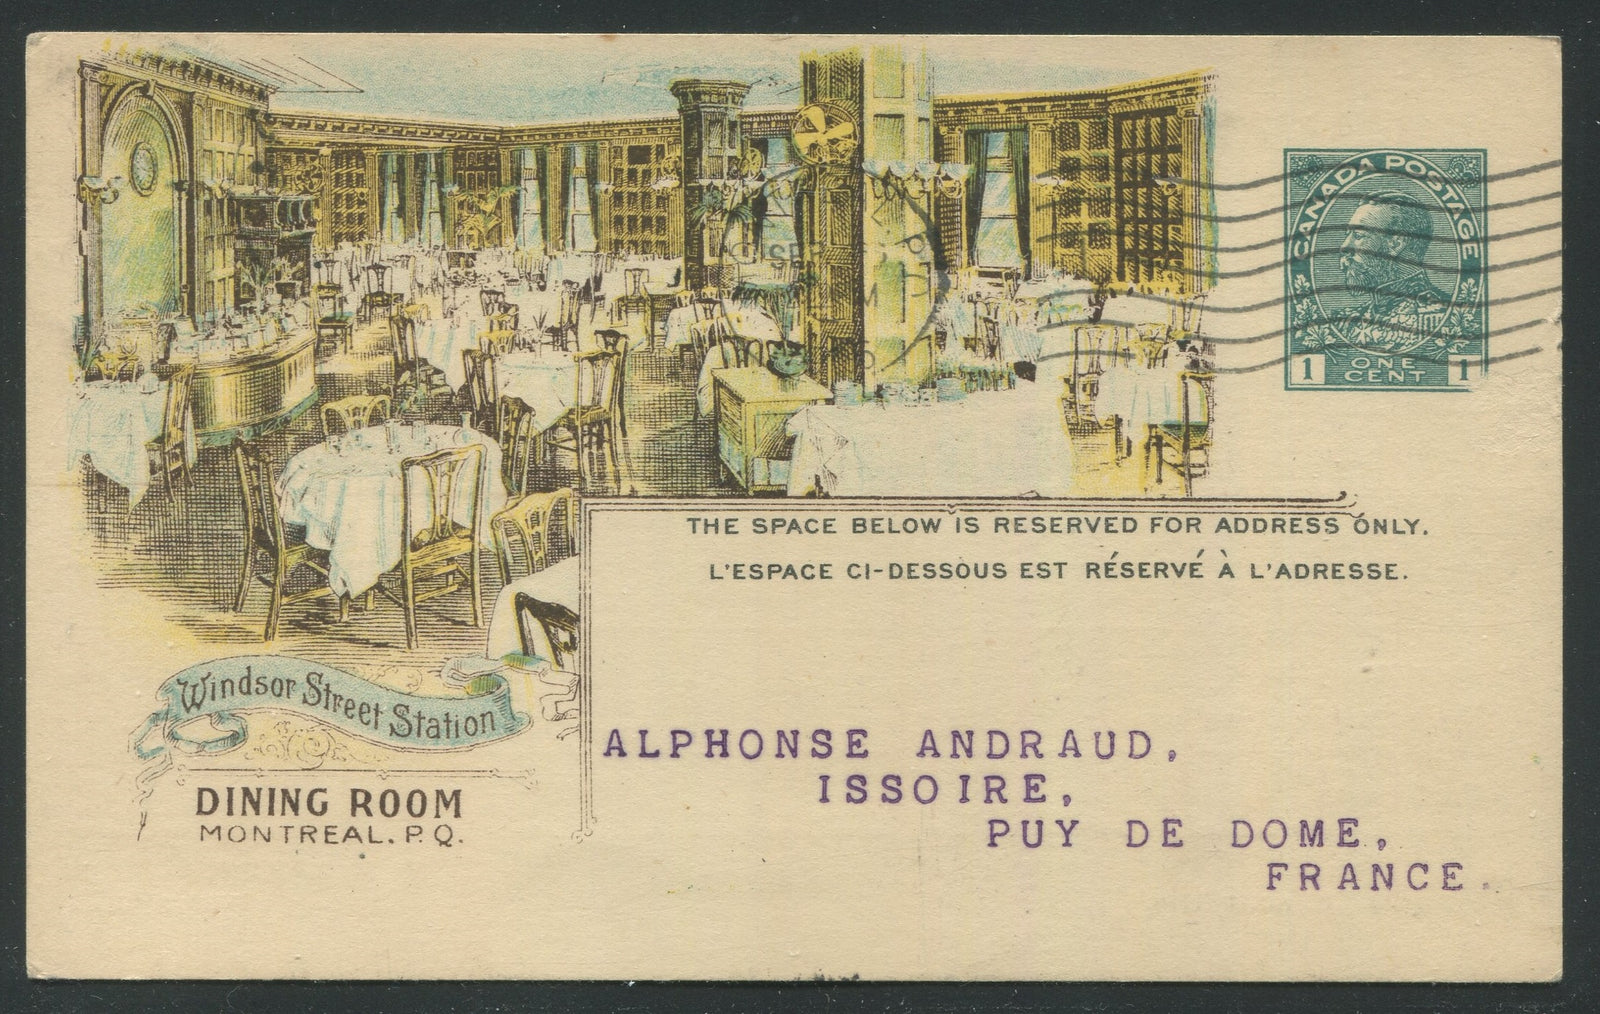 CANADA POSTAGE
1 ONE CENT 1
THE SPACE BELOW IS RESERVED FOR ADDRESS ONLY.
L'ESPACE CI-DESSOUS EST RÉSERVÉ À L'ADRESSE.
Windsor Street Station
DINING ROOM
MONTREAL. P. Q.
ALPHONSE ANDRAUD,
ISSOIRE,
PUY DE DOME,
FRANCE.